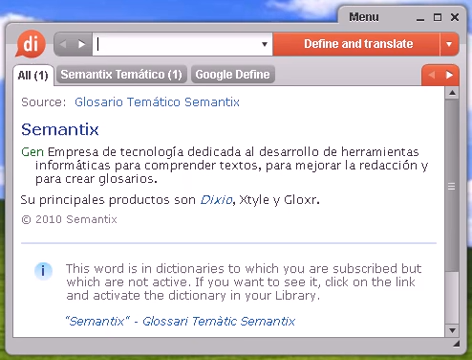 Menu
di
Define and translate
All (1)
Semantix Temático (1)
Google Define
Source: Glosario Temático Semantix
Semantix
Gen Empresa de tecnología dedicada al desarrollo de herramientas
informáticas para comprender textos, para mejorar la redacción y
para crear glosarios.
Su principales productos son Dixio, Xtyle y Gloxr.
© 2010 Semantix
i
This word is in dictionaries to which you are subscribed but
which are not active. If you want to see it, click on the link
and activate the dictionary in your Library.
"Semantix" - Glossari Temàtic Semantix